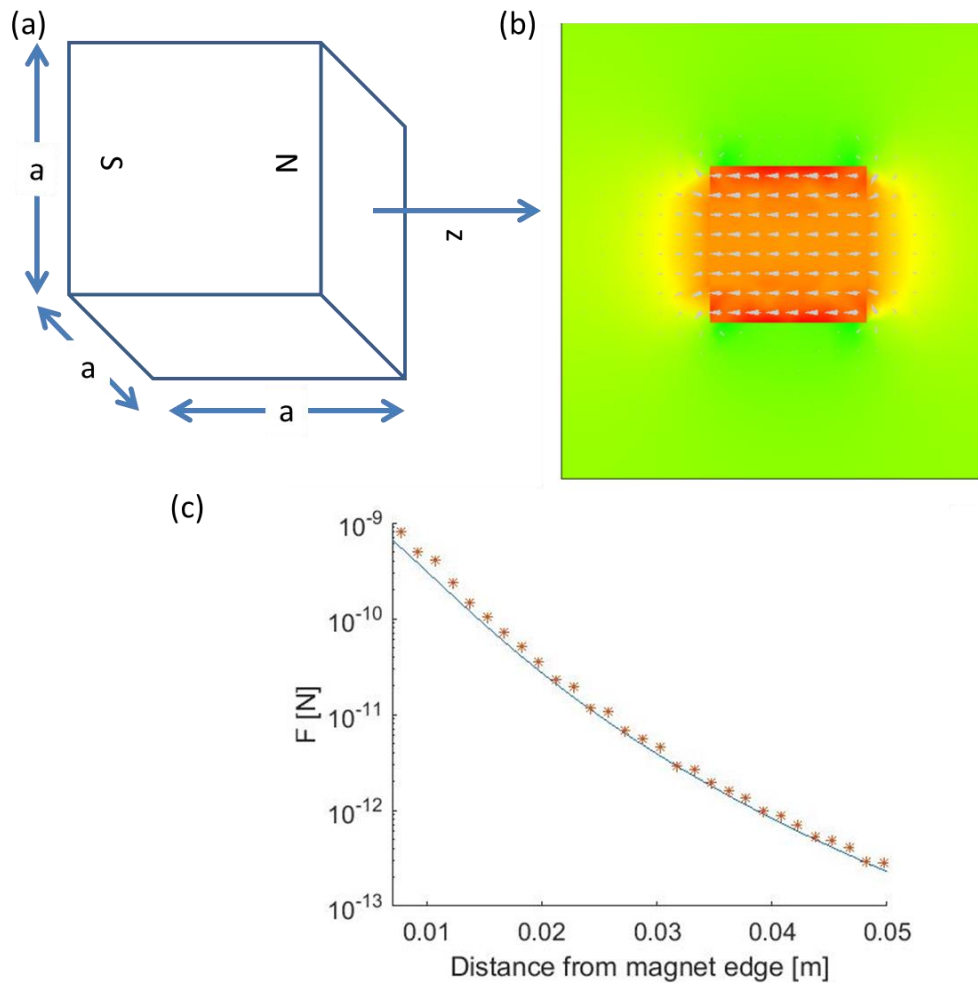 (a)
a
S
N
z
a
a
(b)
(c)
F [N]
10-9
10-10
10-11
10-12
10-13
0.01 0.02 0.03 0.04 0.05
Distance from magnet edge [m]